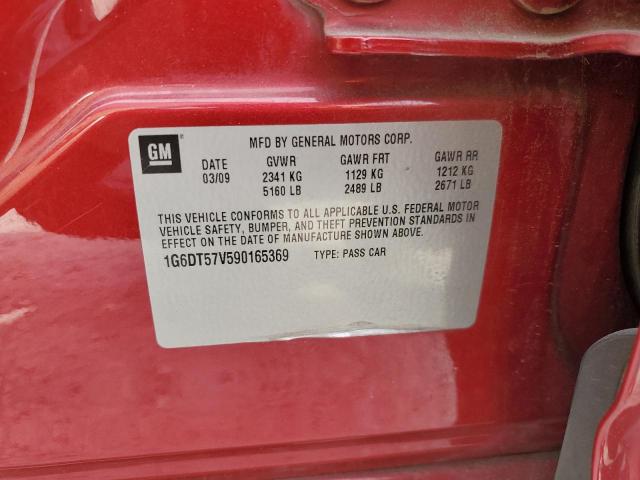 GM ®
MFD BY GENERAL MOTORS CORP.
DATE GVWR GAWR FRT GAWR RR
03/09 2341 KG 1129 KG 1212 KG
5160 LB 2489 LB 2671 LB
THIS VEHICLE CONFORMS TO ALL APPLICABLE U.S. FEDERAL MOTOR
VEHICLE SAFETY, BUMPER, AND THEFT PREVENTION STANDARDS IN
EFFECT ON THE DATE OF MANUFACTURE SHOWN ABOVE.
1G6DT57V590165369 TYPE: PASS CAR